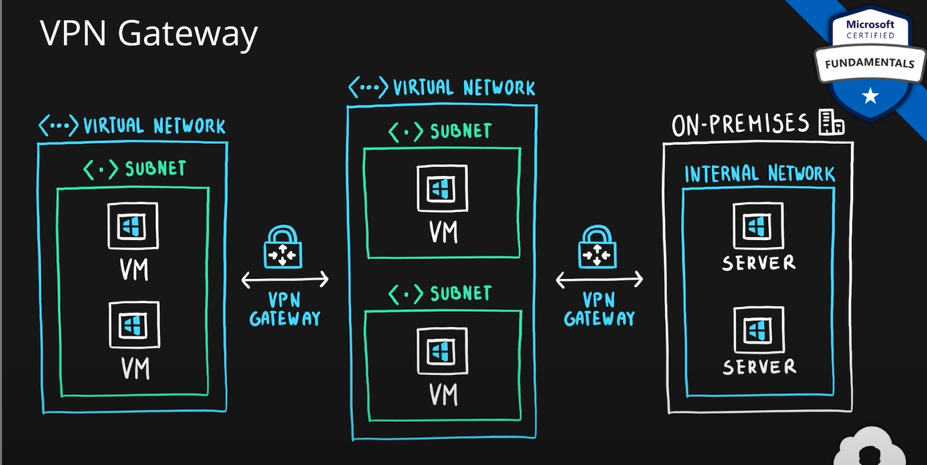 VPN Gateway
Microsoft
CERTIFIED
FUNDAMENTALS
<···> VIRTUAL NETWORK
<·> SUBNET
VM
VM
VPN
GATEWAY
<···> VIRTUAL NETWORK
<·> SUBNET
VM
<·> SUBNET
VM
VPN
GATEWAY
ON-PREMISES
INTERNAL NETWORK
SERVER
SERVER